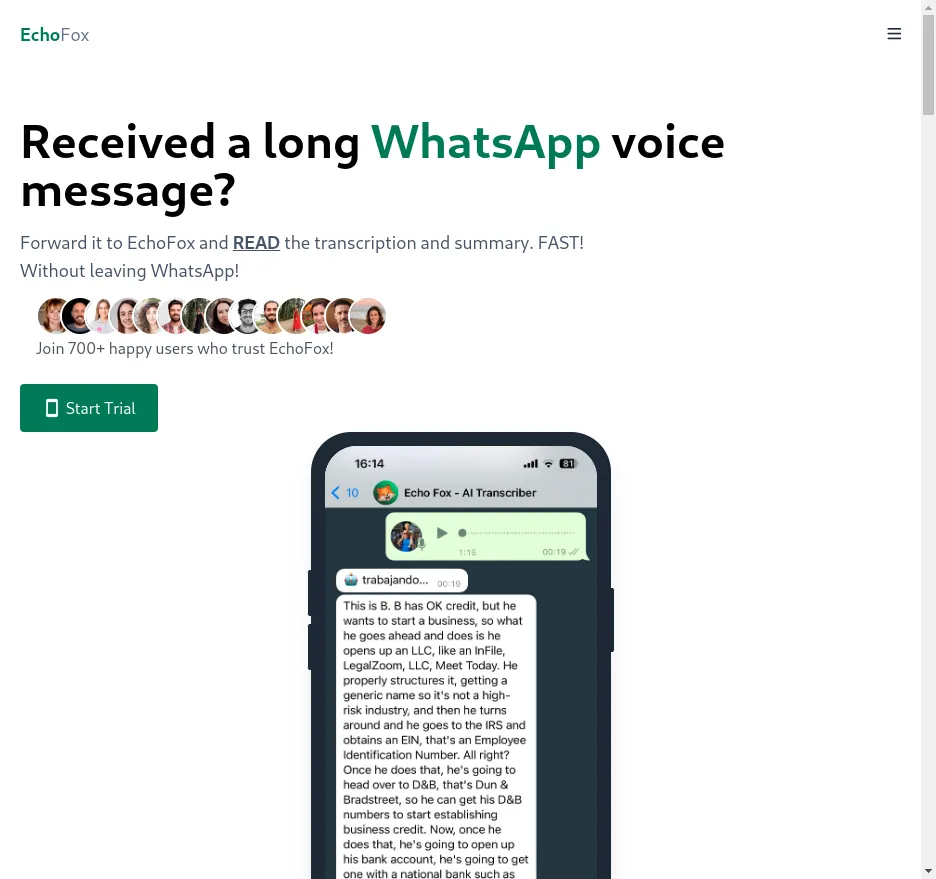 EchoFox
Received a long WhatsApp voice
message?
Forward it to EchoFox and READ the transcription and summary. FAST!
Without leaving WhatsApp!
Join 700+ happy users who trust EchoFox!
Start Trial
16:14
81
10
Echo Fox - AI Transcriber
1:15
00:19
trabajando...
00:19
This is B. B has OK credit, but he
wants to start a business, so what
he goes ahead and does is he
opens up an LLC, like an InFile,
LegalZoom, LLC, Meet Today. He
properly structures it, getting a
generic name so it's not a high-
risk industry, and then he turns
around and he goes to the IRS and
obtains an EIN, that's an Employee
Identification Number. All right?
Once he does that, he's going to
head over to D&B, that's Dun &
Bradstreet, so he can get his D&B
numbers to start establishing
business credit. Now, once he
does that, he's going to open up
his bank account, he's going to get
one with a national bank such as